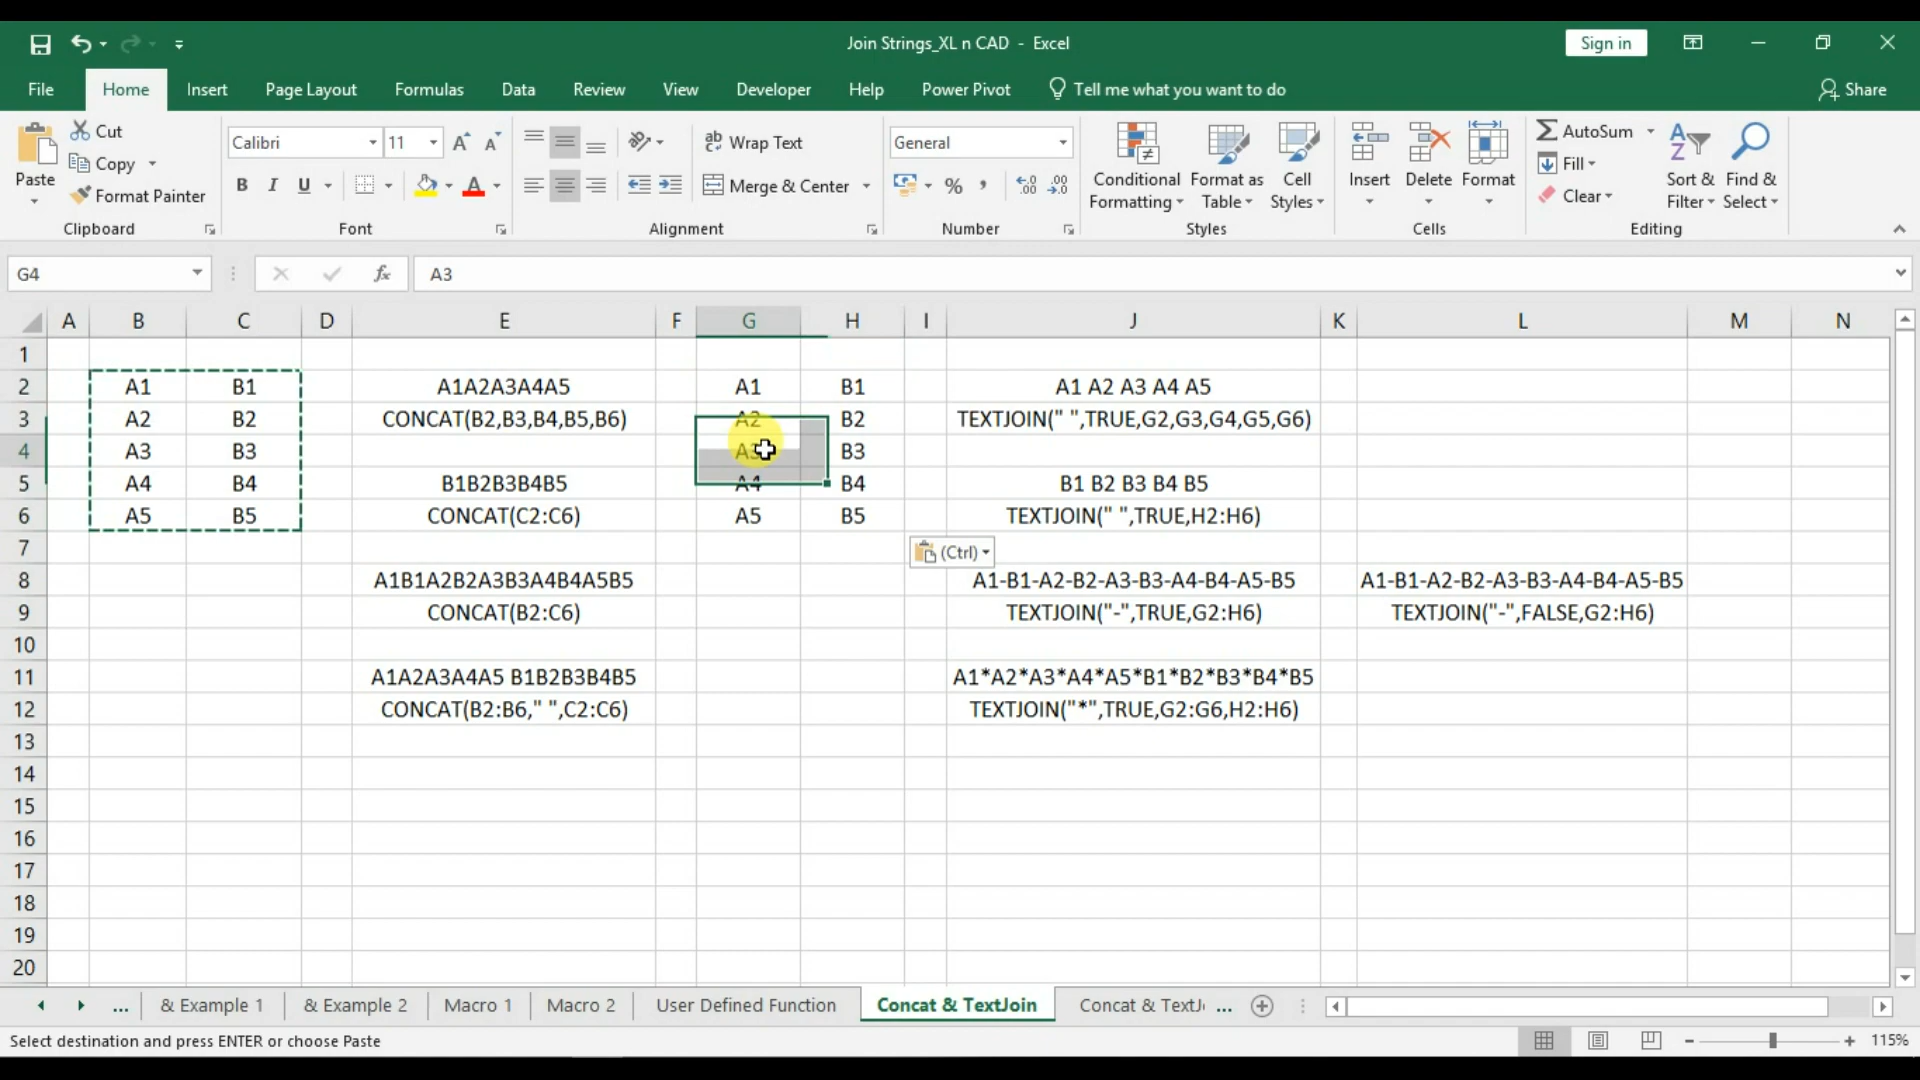 Join Strings_XL n CAD - Excel
Sign in
File Home Insert Page Layout Formulas Data Review View Developer Help Power Pivot Tell me what you want to do Share
Paste
Cut
Copy
Format Painter
Clipboard
Calibri 11
B I U
Font
Wrap Text
Merge & Center
Alignment
General
Number
Conditional Formatting
Format as Table
Cell Styles
Styles
Insert Delete Format
Cells
AutoSum
Fill
Clear
Sort & Filter
Find & Select
Editing
G4 fx A3
A B C D E F G H I J K L M N
1
2 A1 B1 A1A2A3A4A5 A1 B1 A1 A2 A3 A4 A5
3 A2 B2 CONCAT(B2,B3,B4,B5,B6) A2 B2 TEXTJOIN(" ",TRUE,G2,G3,G4,G5,G6)
4 A3 B3 A3 B3
5 A4 B4 B1B2B3B4B5 A4 B4 B1 B2 B3 B4 B5
6 A5 B5 CONCAT(C2:C6) A5 B5 TEXTJOIN(" ",TRUE,H2:H6)
7 (Ctrl)
8 A1B1A2B2A3B3A4B4A5B5 A1-B1-A2-B2-A3-B3-A4-B4-A5-B5 A1-B1-A2-B2-A3-B3-A4-B4-A5-B5
9 CONCAT(B2:C6) TEXTJOIN("-",TRUE,G2:H6) TEXTJOIN("-",FALSE,G2:H6)
10
11 A1A2A3A4A5 B1B2B3B4B5 A1*A2*A3*A4*A5*B1*B2*B3*B4*B5
12 CONCAT(B2:B6," ",C2:C6) TEXTJOIN("*",TRUE,G2:G6,H2:H6)
13
14
15
16
17
18
19
20
... & Example 1 & Example 2 Macro 1 Macro 2 User Defined Function Concat & TextJoin Concat & TextJ ...
Select destination and press ENTER or choose Paste 115%